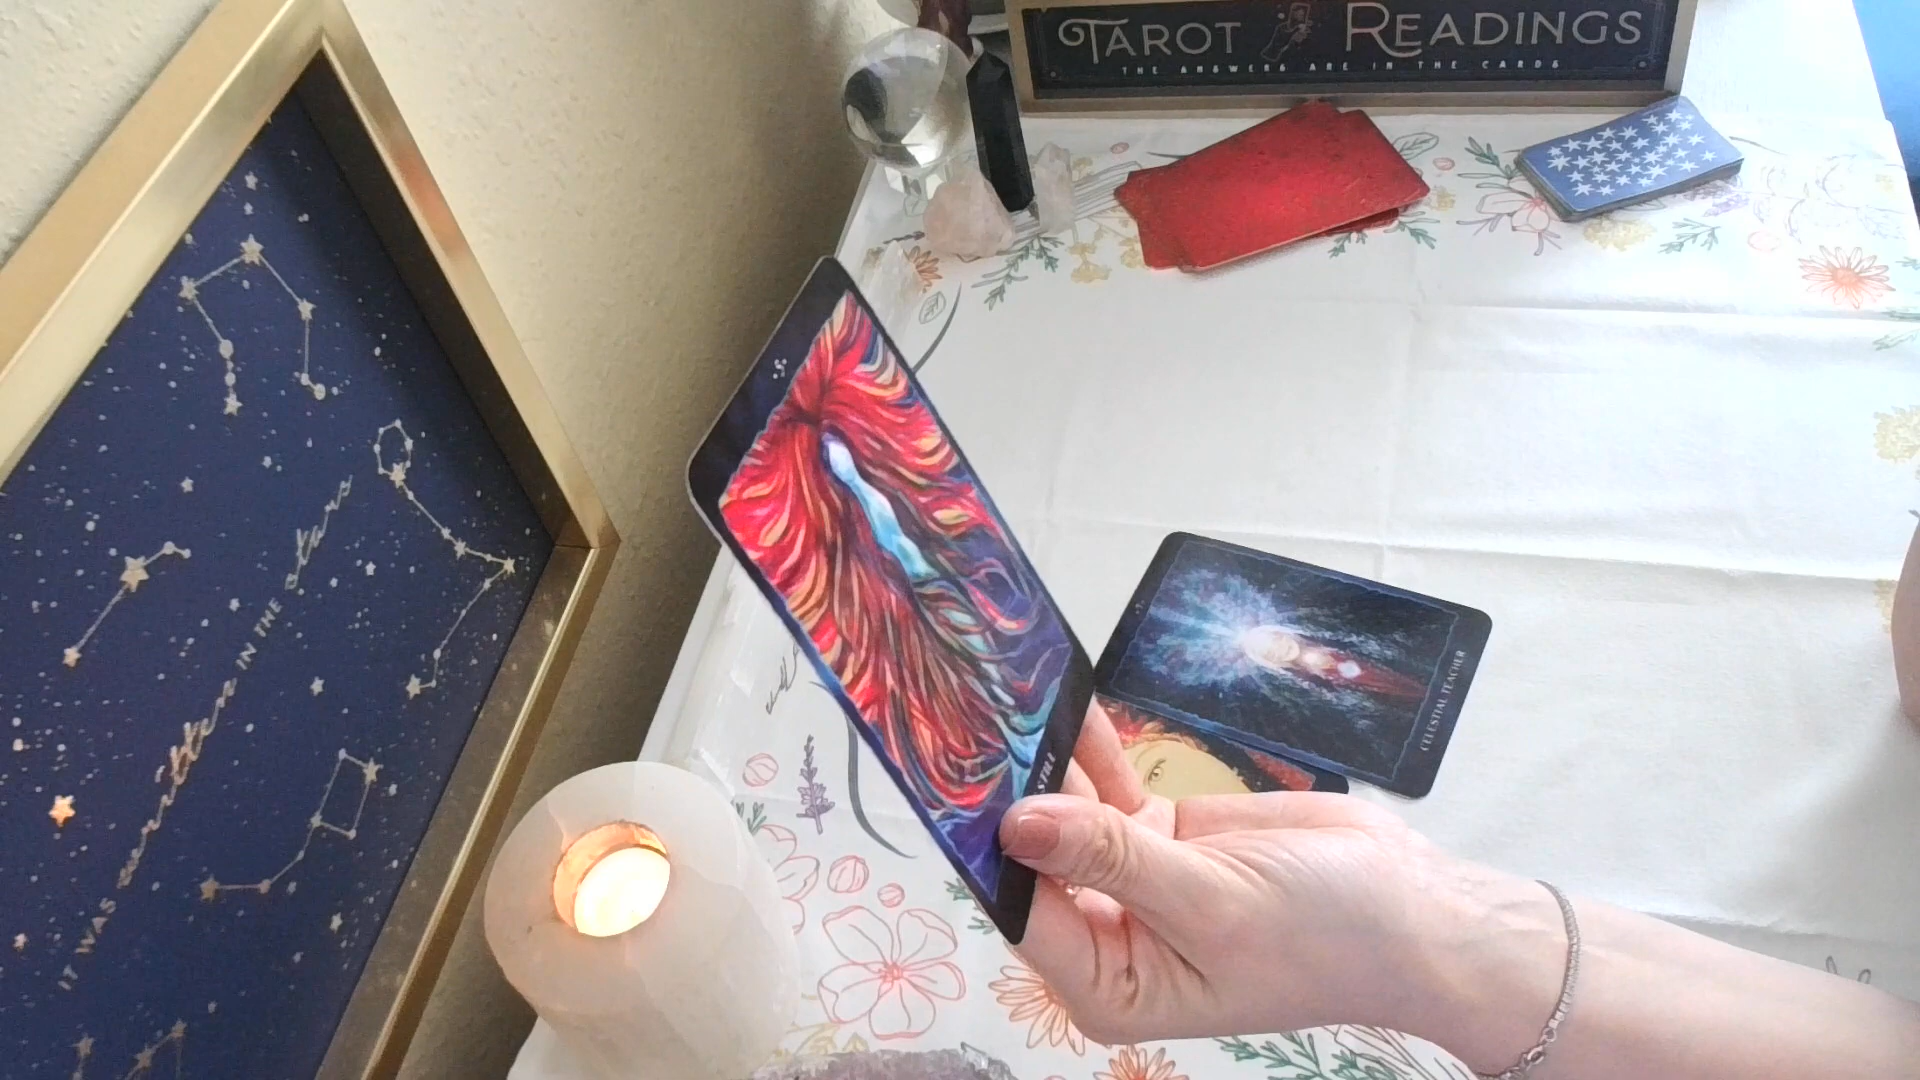 TAROT READINGS
THE ANSWERS ARE IN THE CARDS
IT WAS written IN THE stars
STILL
CELESTIAL TEACHER